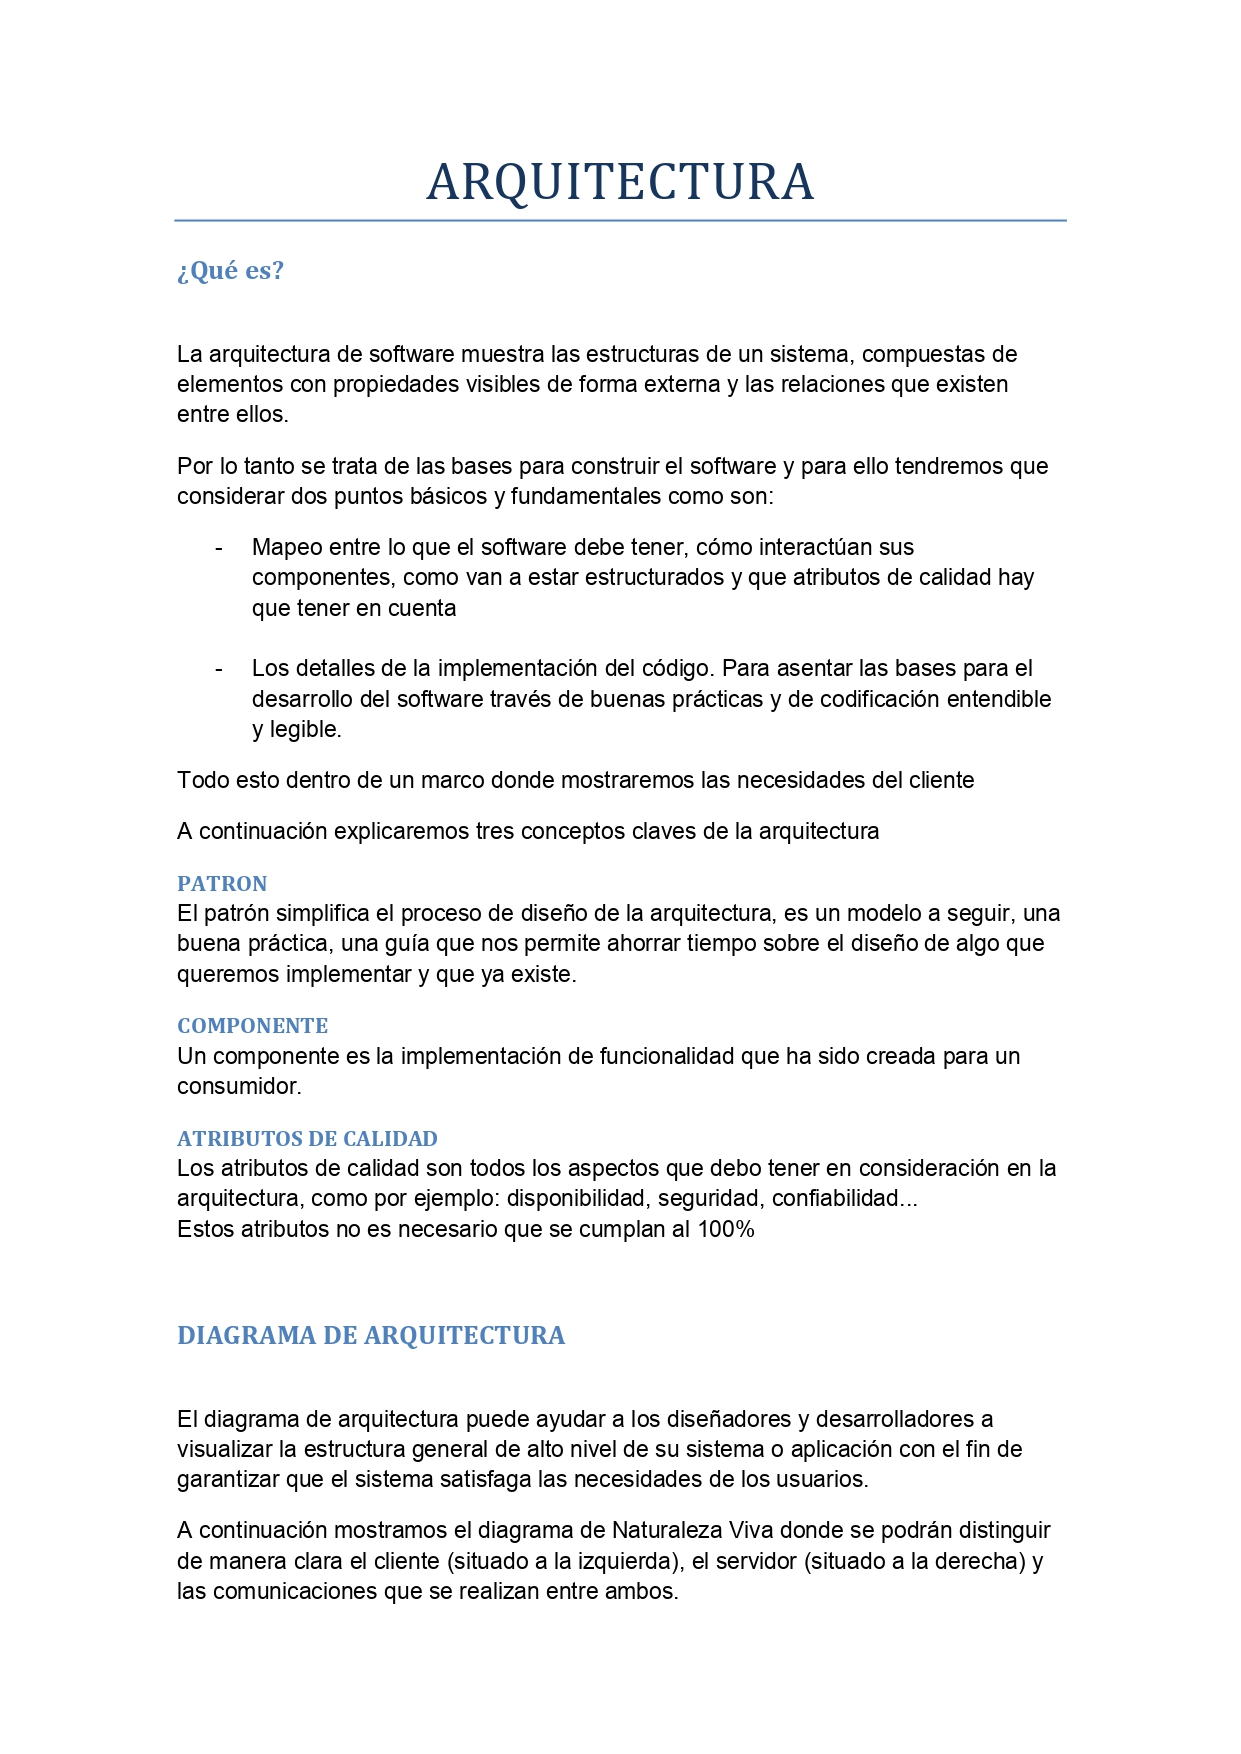 ARQUITECTURA
¿Qué es?
La arquitectura de software muestra las estructuras de un sistema, compuestas de
elementos con propiedades visibles de forma externa y las relaciones que existen
entre ellos.
Por lo tanto se trata de las bases para construir el software y para ello tendremos que
considerar dos puntos básicos y fundamentales como son:
- Mapeo entre lo que el software debe tener, cómo interactúan sus
componentes, como van a estar estructurados y que atributos de calidad hay
que tener en cuenta
- Los detalles de la implementación del código. Para asentar las bases para el
desarrollo del software través de buenas prácticas y de codificación entendible
y legible.
Todo esto dentro de un marco donde mostraremos las necesidades del cliente
A continuación explicaremos tres conceptos claves de la arquitectura
PATRON
El patrón simplifica el proceso de diseño de la arquitectura, es un modelo a seguir, una
buena práctica, una guía que nos permite ahorrar tiempo sobre el diseño de algo que
queremos implementar y que ya existe.
COMPONENTE
Un componente es la implementación de funcionalidad que ha sido creada para un
consumidor.
ATRIBUTOS DE CALIDAD
Los atributos de calidad son todos los aspectos que debo tener en consideración en la
arquitectura, como por ejemplo: disponibilidad, seguridad, confiabilidad...
Estos atributos no es necesario que se cumplan al 100%
DIAGRAMA DE ARQUITECTURA
El diagrama de arquitectura puede ayudar a los diseñadores y desarrolladores a
visualizar la estructura general de alto nivel de su sistema o aplicación con el fin de
garantizar que el sistema satisfaga las necesidades de los usuarios.
A continuación mostramos el diagrama de Naturaleza Viva donde se podrán distinguir
de manera clara el cliente (situado a la izquierda), el servidor (situado a la derecha) y
las comunicaciones que se realizan entre ambos.